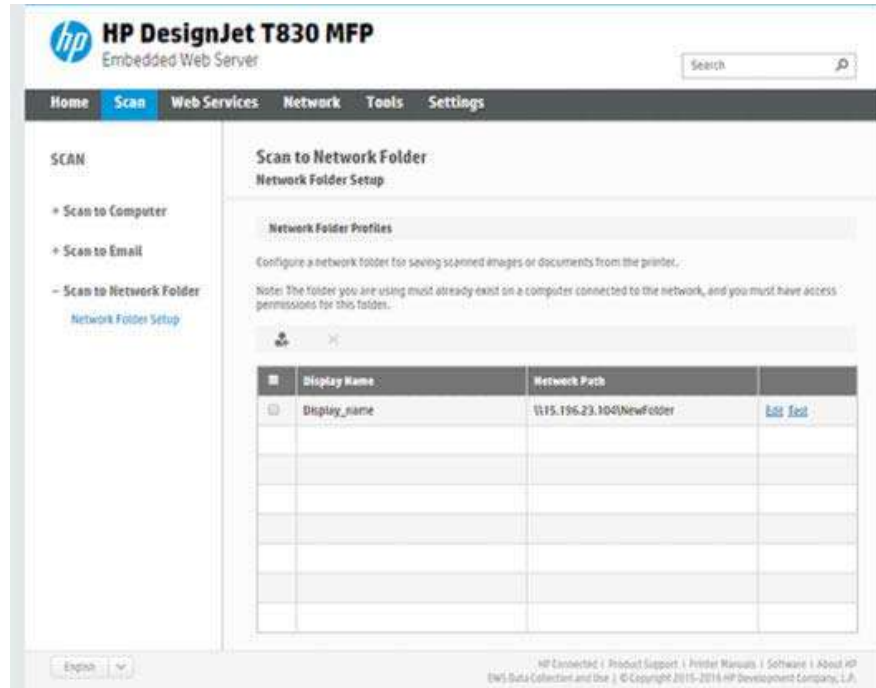 hp
HP DesignJet T830 MFP
Embedded Web Server
Search
Home Scan Web Services Network Tools Settings
SCAN
+ Scan to Computer
+ Scan to Email
– Scan to Network Folder
Network Folder Setup
Scan to Network Folder
Network Folder Setup
Network Folder Profiles
Configure a network folder for saving scanned images or documents from the printer.
Note: The folder you are using must already exist on a computer connected to the network, and you must have access
permissions for this folder.
Display Name Network Path
Display_name \\15.196.23.104\NewFolder Edit Test
English
HP Connected | Product Support | Printer Manuals | Software | About HP
EWS Data Collection and Use | © Copyright 2015-2016 HP Development Company, L.P.